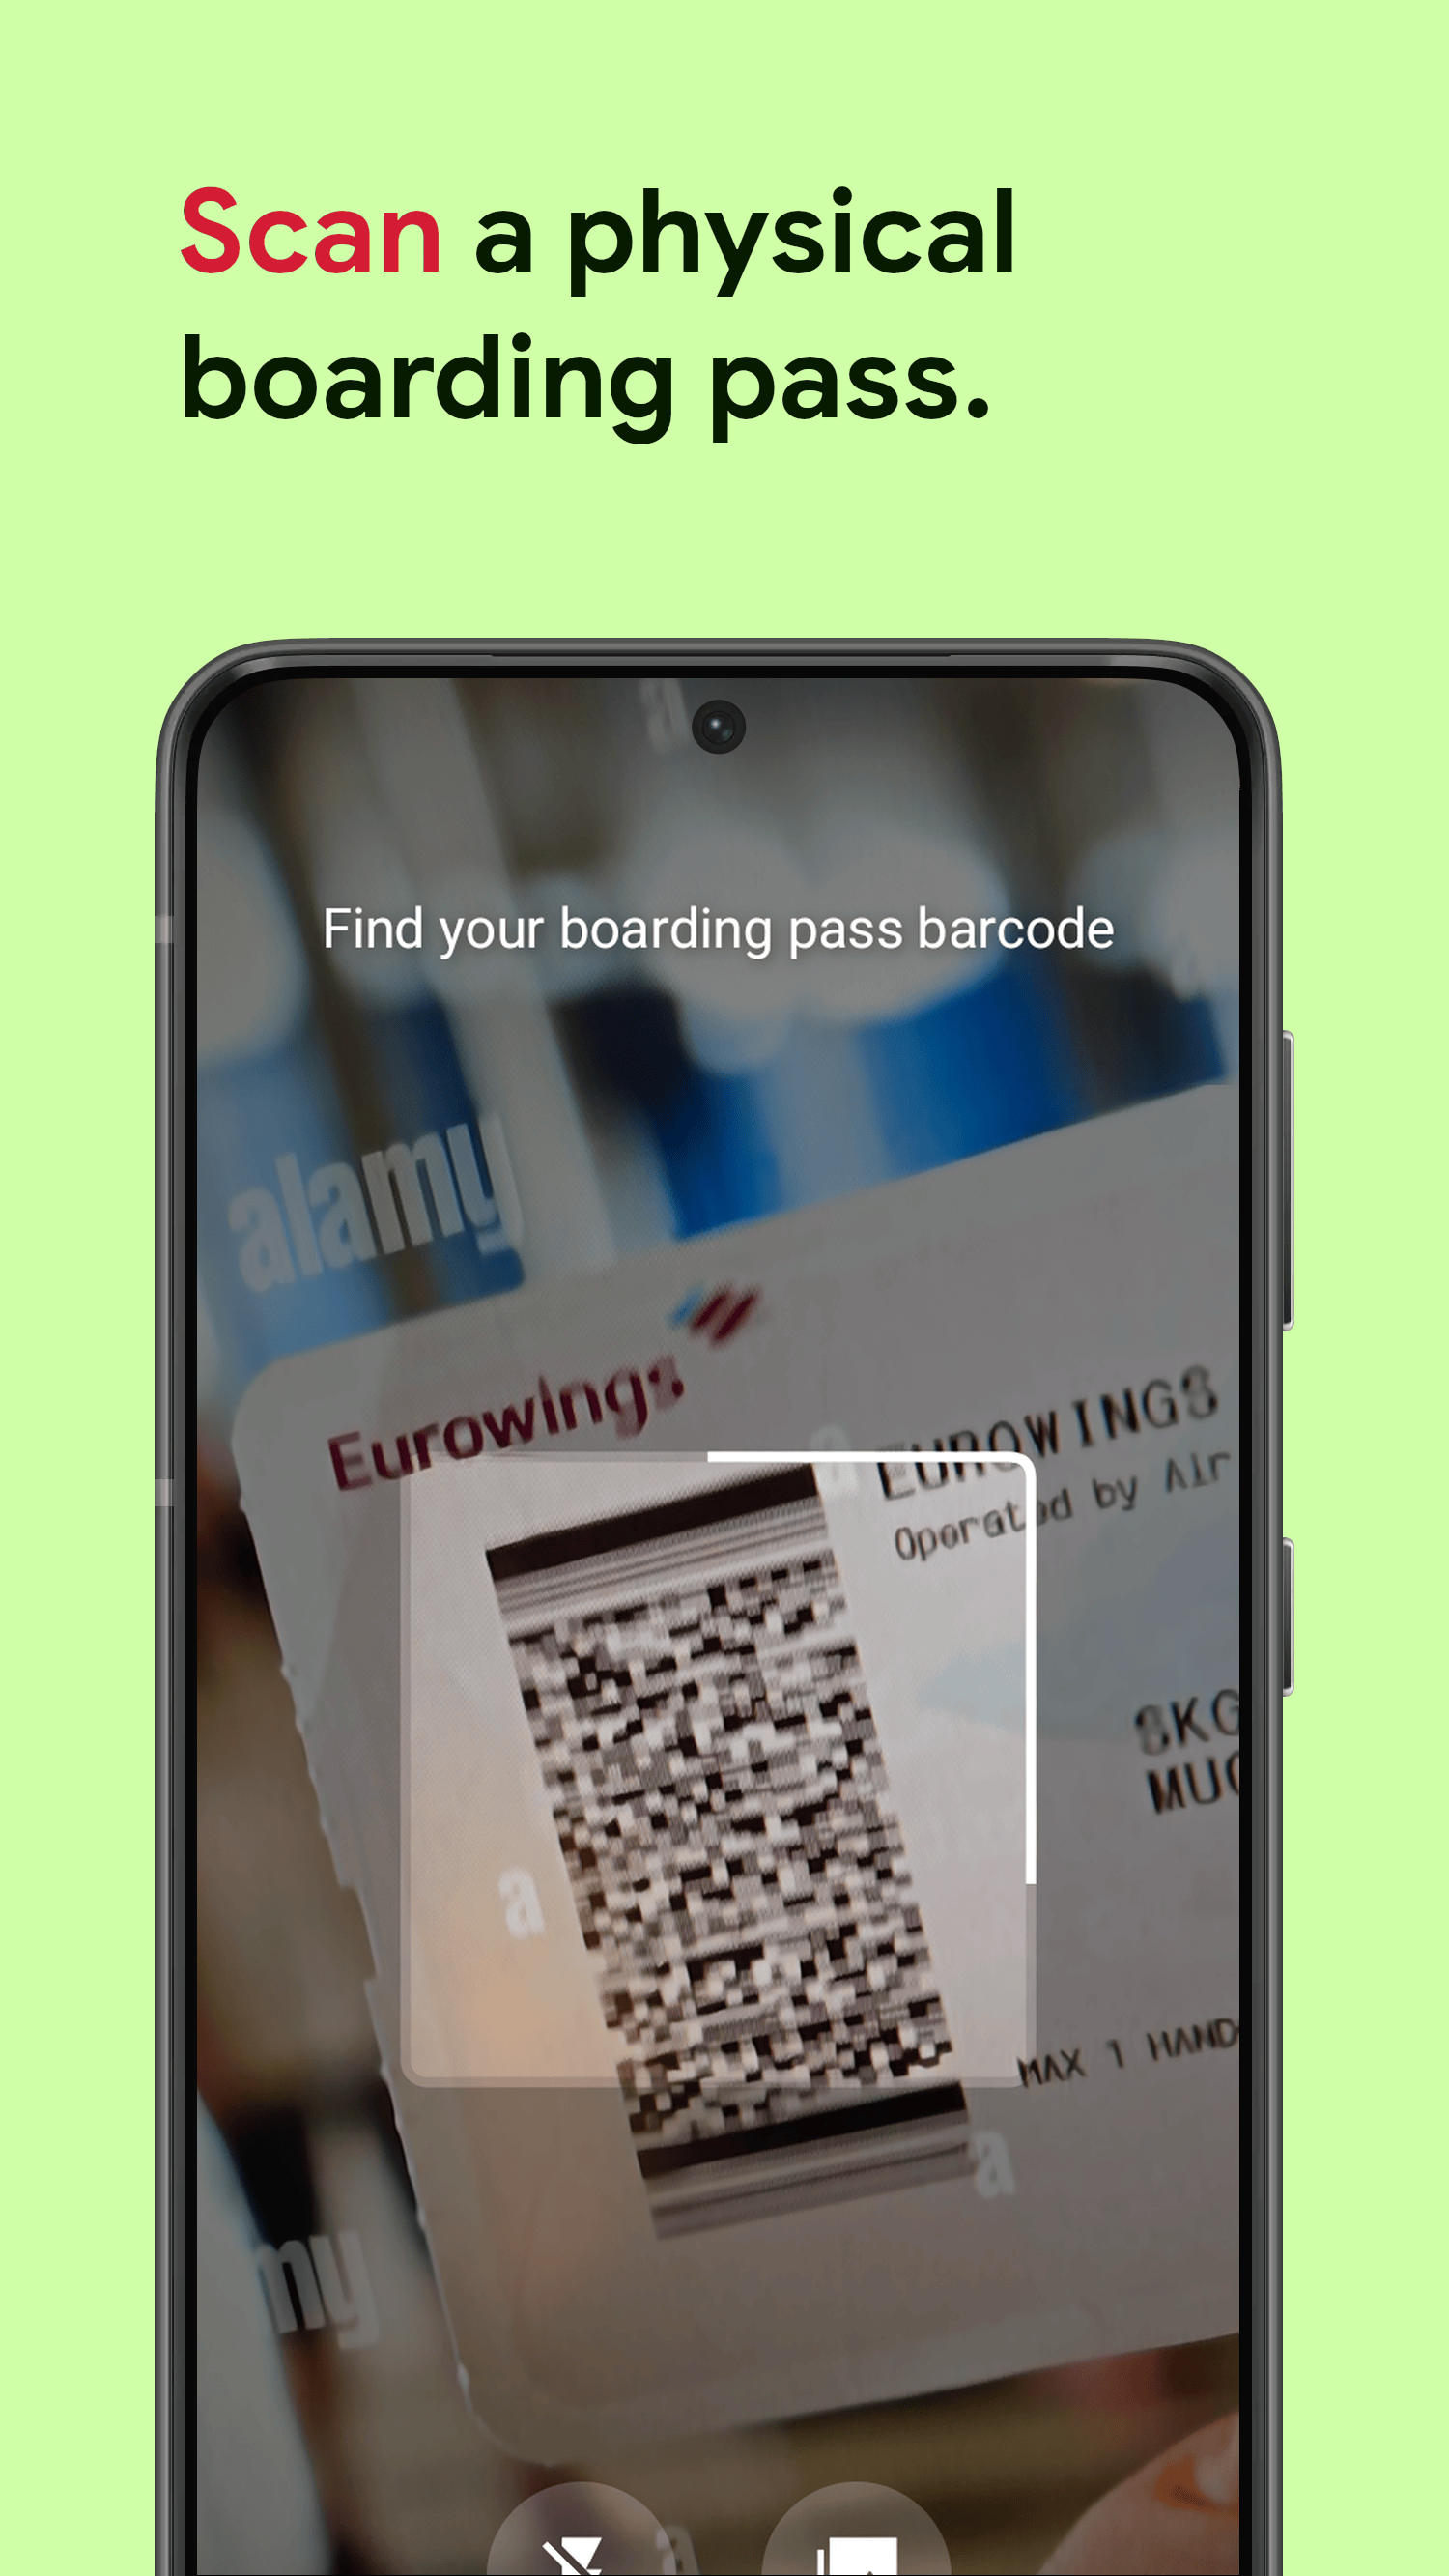 Scan a physical
boarding pass.
Find your boarding pass barcode
alamy
Eurowings
EUROWINGS
Operated by Air
a
SKG
MUC
a
MAX 1 HAND
a
my
a